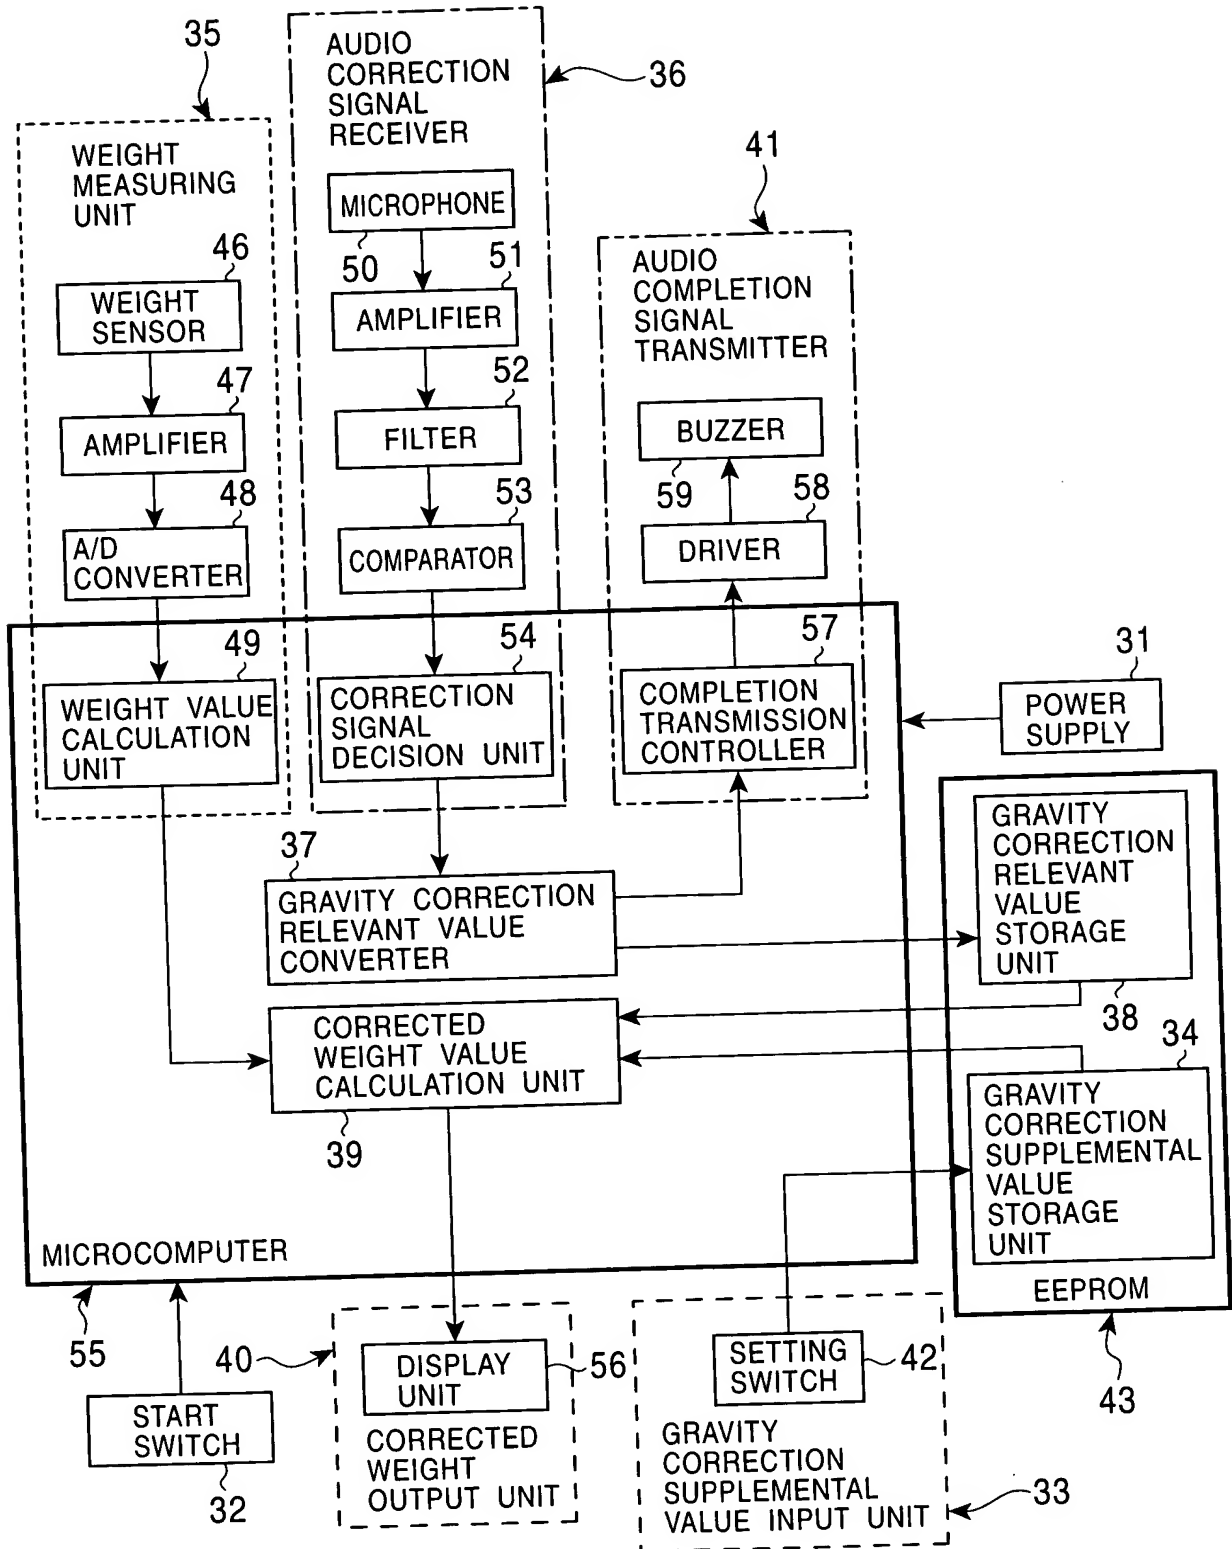 35
AUDIO
CORRECTION
SIGNAL
RECEIVER
36
WEIGHT
MEASURING
UNIT
41
MICROPHONE
50
46
WEIGHT
SENSOR
51
AMPLIFIER
AUDIO
COMPLETION
SIGNAL
TRANSMITTER
47
AMPLIFIER
52
FILTER
BUZZER
59
48
A/D
CONVERTER
53
COMPARATOR
58
DRIVER
49
WEIGHT VALUE
CALCULATION
UNIT
54
CORRECTION
SIGNAL
DECISION UNIT
57
COMPLETION
TRANSMISSION
CONTROLLER
31
POWER
SUPPLY
37
GRAVITY CORRECTION
RELEVANT VALUE
CONVERTER
GRAVITY
CORRECTION
RELEVANT
VALUE
STORAGE
UNIT
38
CORRECTED
WEIGHT VALUE
CALCULATION UNIT
39
34
GRAVITY
CORRECTION
SUPPLEMENTAL
VALUE
STORAGE
UNIT
EEPROM
43
MICROCOMPUTER
55
START
SWITCH
32
40
DISPLAY
UNIT
56
CORRECTED
WEIGHT
OUTPUT UNIT
SETTING
SWITCH
42
GRAVITY
CORRECTION
SUPPLEMENTAL
VALUE INPUT UNIT
33